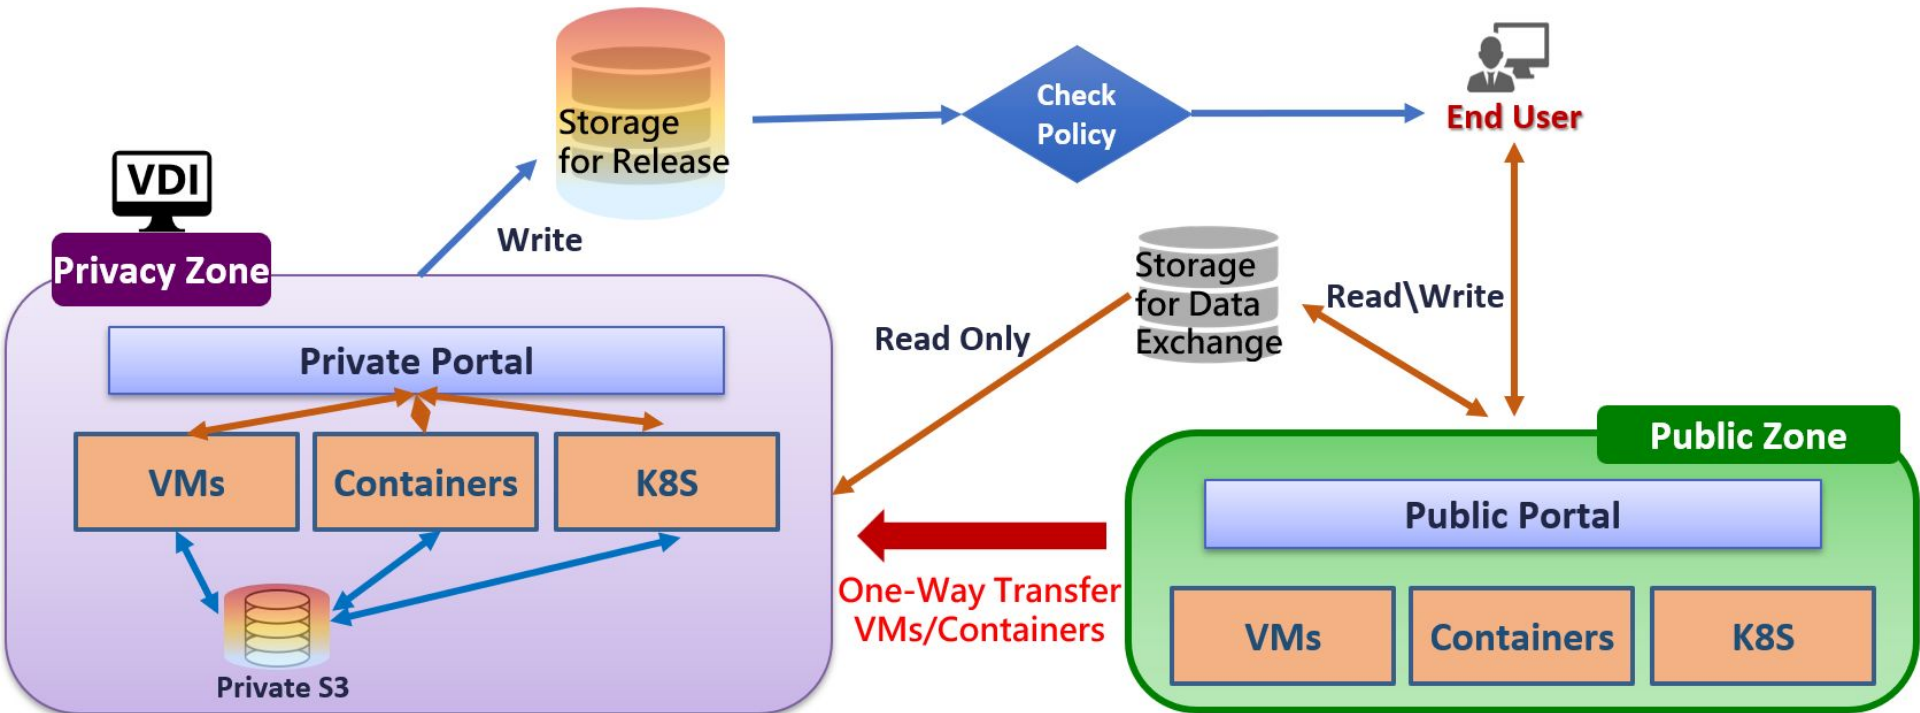 Storage
for Release
Check
Policy
End User
VDI
Privacy Zone
Write
Storage
for Data
Exchange
Read\Write
Read Only
Private Portal
VMs
Containers
K8S
Private S3
One-Way Transfer
VMs/Containers
Public Zone
Public Portal
VMs
Containers
K8S